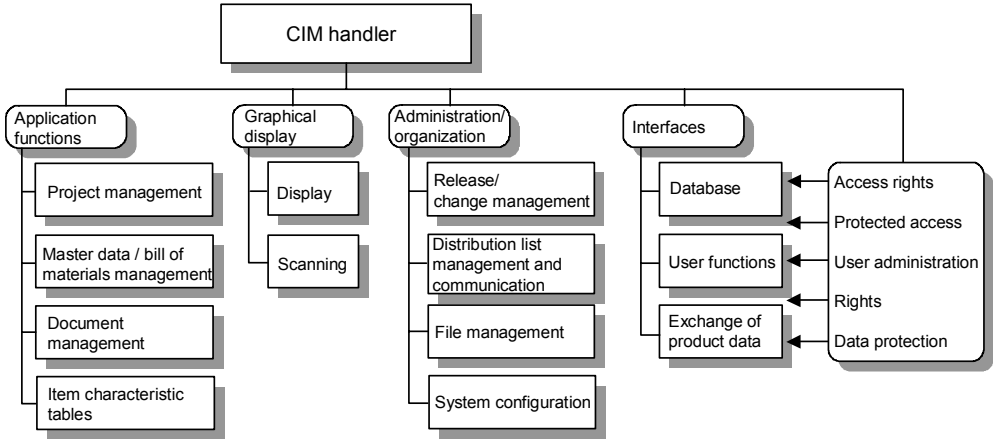 CIM handler
Application
functions
Project management
Master data / bill of
materials management
Document
management
Item characteristic
tables
Graphical
display
Display
Scanning
Administration/
organization
Release/
change management
Distribution list
management and
communication
File management
System configuration
Interfaces
Database
User functions
Exchange of
product data
Access rights
Protected access
User administration
Rights
Data protection